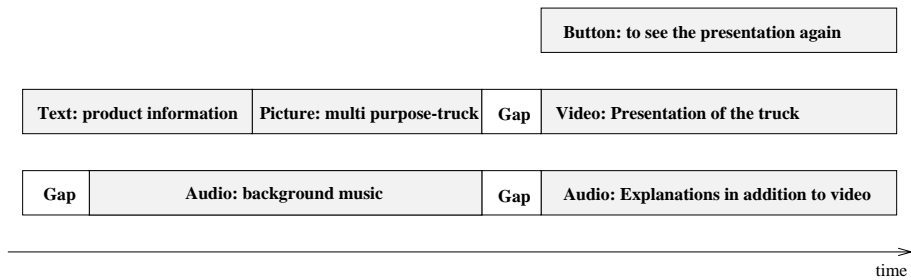 Button: to see the presentation again
Text: product information Picture: multi purpose-truck Gap Video: Presentation of the truck
Gap Audio: background music Gap Audio: Explanations in addition to video
time